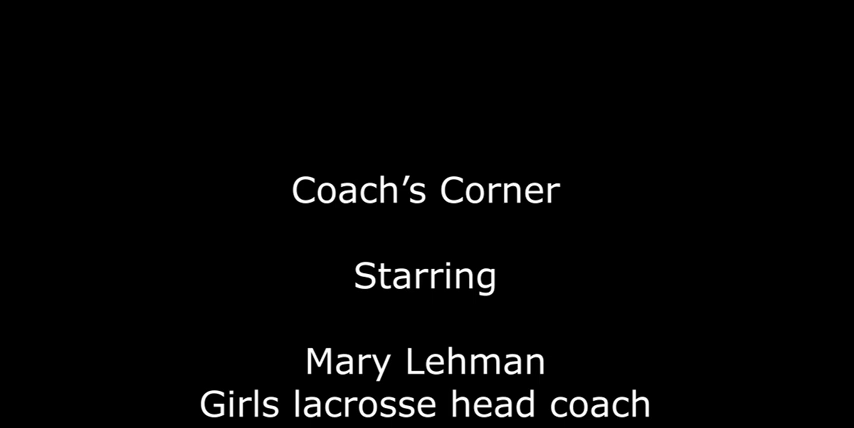 Coach’s Corner
Starring
Mary Lehman
Girls lacrosse head coach